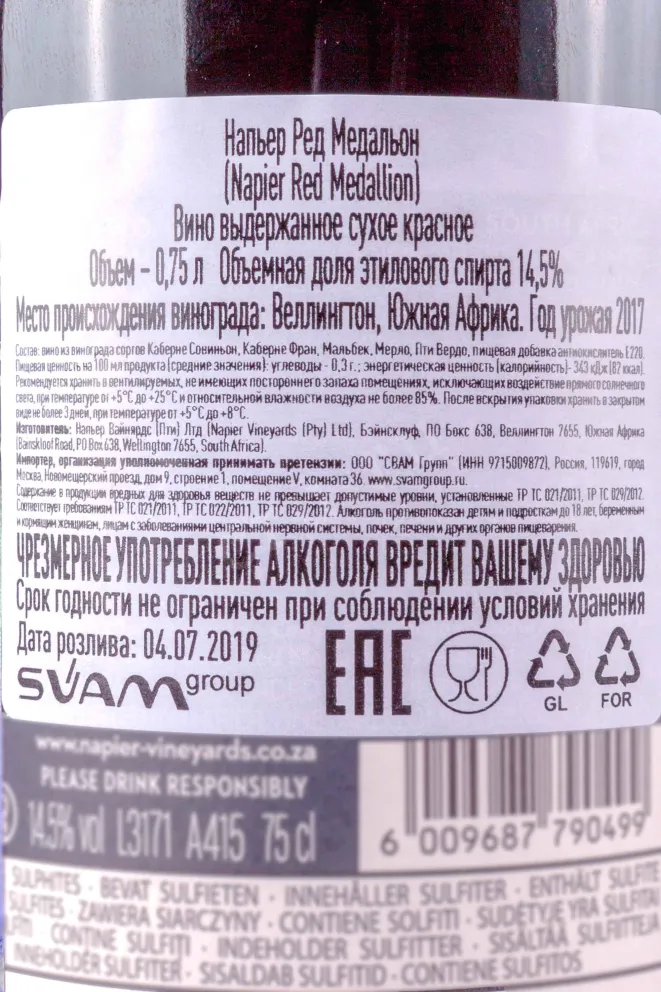 Напьер Ред Медальон
(Napier Red Medallion)
Вино выдержанное сухое красное
Объем – 0,75 л Объемная доля этилового спирта 14,5%
Место происхождения винограда: Веллингтон, Южная Африка. Год урожая 2017
Состав: вино из винограда сортов Каберне Совиньон, Каберне Фран, Мальбек, Мерло, Пти Вердо, пищевая добавка антиокислитель E220.
Пищевая ценность на 100 мл продукта (средние значения): углеводы - 0,3 г.; энергетическая ценность (калорийность)- 343 кДж (82 ккал).
Рекомендуется хранить в вентилируемых, не имеющих постороннего запаха помещениях, исключающих воздействие прямого солнечного
света, при температуре от +5°C до +25°C и относительной влажности воздуха не более 85%. После вскрытия упаковки хранить в закрытом
виде не более 3 дней, при температуре от +5°C до +8°C.
Изготовитель: Напьер Вайнярдс (Пти) Лтд (Napier Vineyards (Pty) Ltd), Бэйнсклуф, ПО Бокс 638, Веллингтон 7655, Южная Африка
(Bainskloof Road, PO Box 638, Wellington 7655, South Africa).
Импортер, организация уполномоченная принимать претензии: ООО "СВАМ Групп" (ИНН 9715009872), Россия, 119619, город
Москва, Новомещерский проезд, дом 9, строение 1, помещение V, комната 36. www.svamgroup.ru.
Содержание в продукции вредных для здоровья веществ не превышает допустимые уровни, установленные ТР ТС 021/2011, ТР ТС 029/2012.
Соответствует требованиям ТР ТС 021/2011, ТР ТС 022/2011, ТР ТС 029/2012. Алкоголь противопоказан детям и подросткам до 18 лет, беременным
и кормящим женщинам, лицам с заболеваниями центральной нервной системы, почек, печени и других органов пищеварения.
ЧРЕЗМЕРНОЕ УПОТРЕБЛЕНИЕ АЛКОГОЛЯ ВРЕДИТ ВАШЕМУ ЗДОРОВЬЮ
Срок годности не ограничен при соблюдении условий хранения
Дата розлива: 04.07.2019
SVAM group
EAC
GL FOR
www.napier-vineyards.co.za
PLEASE DRINK RESPONSIBLY
14.5% vol L3171 A415 75 cl
6 009687 790499
SULPHITES · BEVAT SULFIETEN · INNEHÅLLER SULFITER · ENTHÄLT SULFITE
SULFITES · ZAWIERA SIARCZYNY · CONTIENE SOLFITI · SUDĖTYJE YRA SULFITAI
CONTINE SULFITI · INDEHOLDER SULFITTER · SISÄLTÄÄ SULFIITTEJA
INNEHOLDER SULFITER · SISALDAB SULFITID · CONTIENE SULFITOS